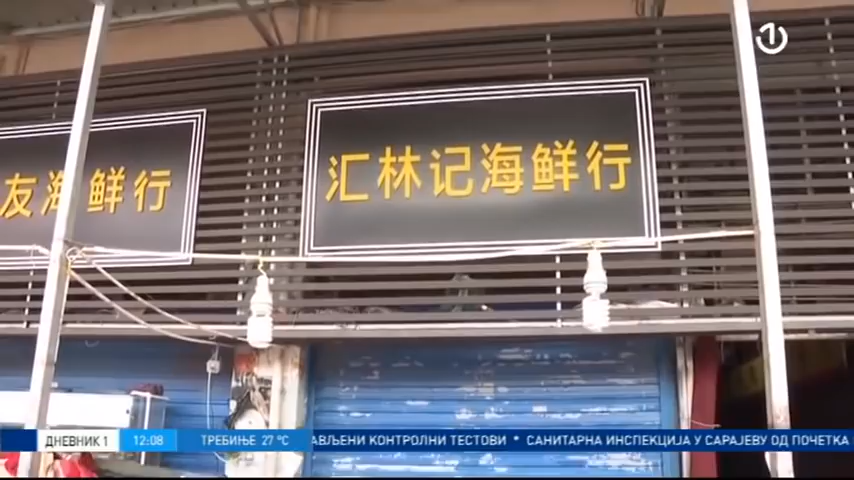 友海鲜行
汇林记海鲜行
ДНЕВНИК 1 12:08 ТРЕБИЊЕ 27 °C АВЉЕНИ КОНТРОЛНИ ТЕСТОВИ * САНИТАРНА ИНСПЕКЦИЈА У САРАЈЕВУ ОД ПОЧЕТКА